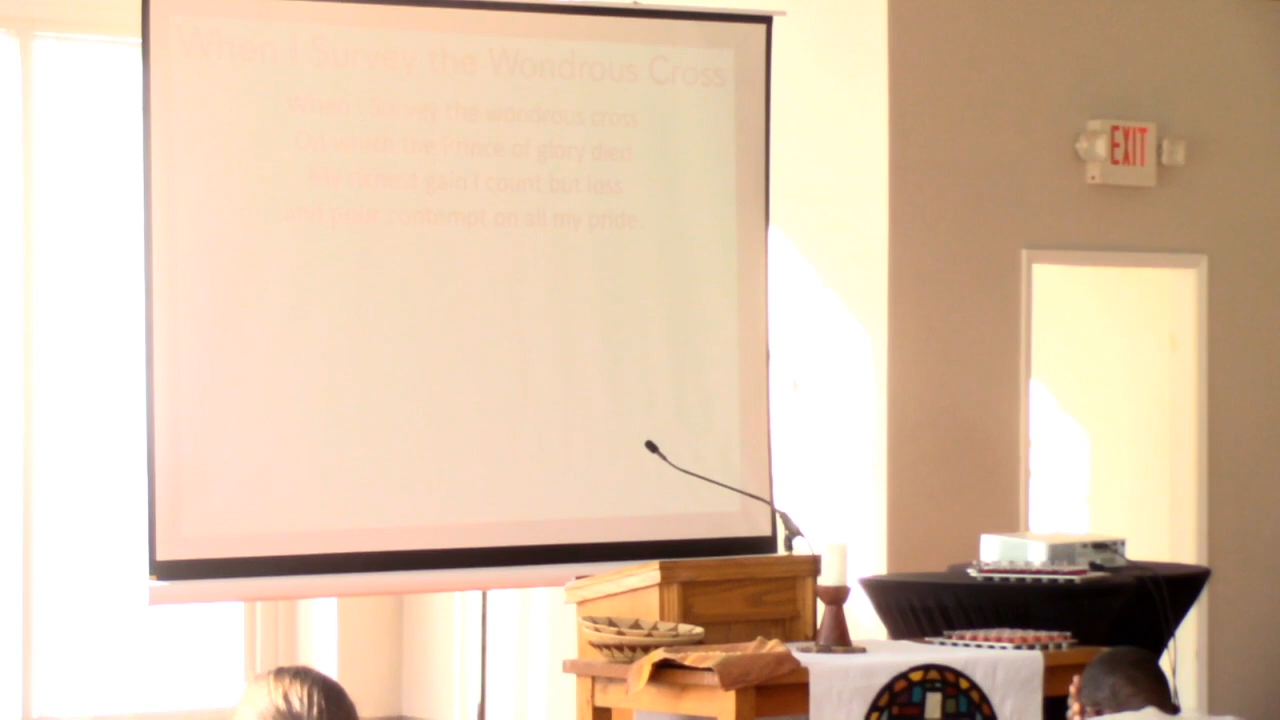 When I Survey the Wondrous Cross
When I Survey the wondrous cross
On which the Prince of glory died
My richest gain I count but loss
and pour contempt on all my pride.
EXIT